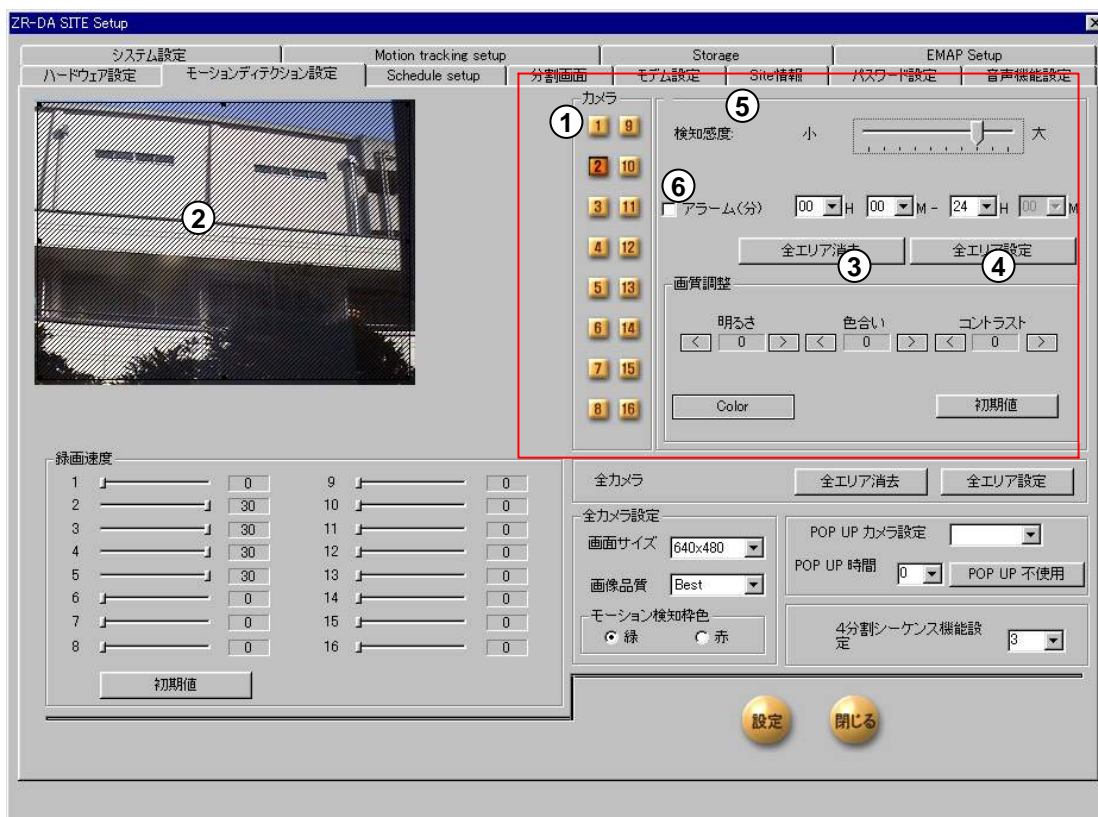 ZR-DA SITE Setup
システム設定 Motion tracking setup Storage EMAP Setup
ハードウェア設定 モーションディテクション設定 Schedule setup 分割画面 モデム設定 Site情報 パスワード設定 音声機能設定
カメラ
① 1 9
2 10
3 11
4 12
5 13
6 14
7 15
8 16
②
⑤
検知感度: 小 大
⑥
アラーム(分) 00 H 00 M - 24 H 00 M
全エリア消去 全エリア設定
③ ④
画質調整
明るさ 色合い コントラスト
< 0 > < 0 > < 0 >
Color 初期値
録画速度
1 0 9 0
2 30 10 0
3 30 11 0
4 30 12 0
5 30 13 0
6 0 14 0
7 0 15 0
8 0 16 0
初期値
全カメラ 全エリア消去 全エリア設定
全カメラ設定
画面サイズ 640x480
画像品質 Best
モーション検知枠色
緑 赤
POP UP カメラ設定
POP UP 時間 0 POP UP 不使用
4分割シーケンス機能設
定 3
設定 閉じる